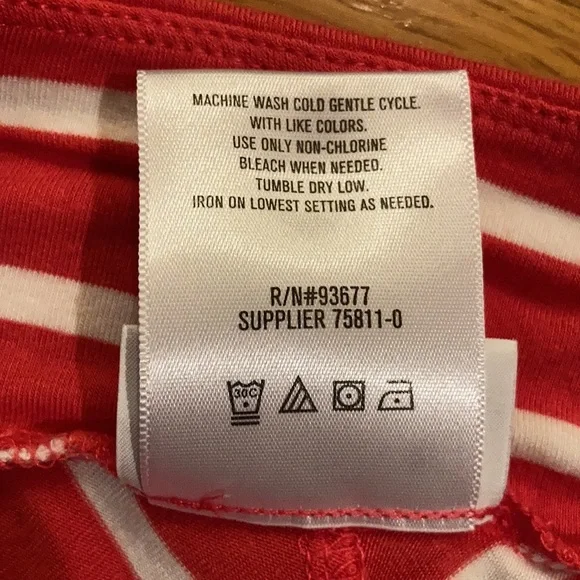 MACHINE WASH COLD GENTLE CYCLE.
WITH LIKE COLORS.
USE ONLY NON-CHLORINE
BLEACH WHEN NEEDED.
TUMBLE DRY LOW.
IRON ON LOWEST SETTING AS NEEDED.
R/N#93677
SUPPLIER 75811-0
30C